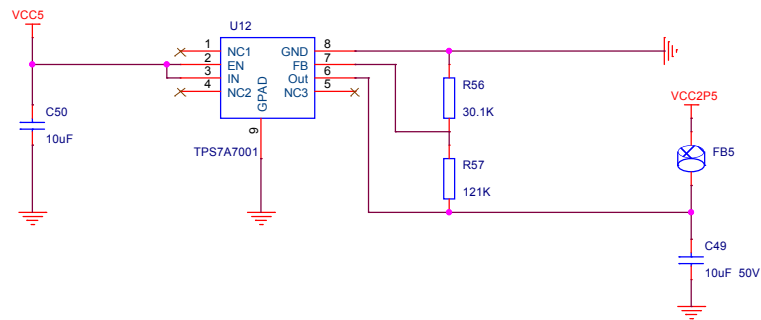 VCC5
U12
1 NC1 GND 8
2 EN FB 7
3 IN Out 6
4 NC2 NC3 5
GPAD
9
TPS7A7001
C50
10uF
R56
30.1K
R57
121K
VCC2P5
FB5
C49
10uF 50V